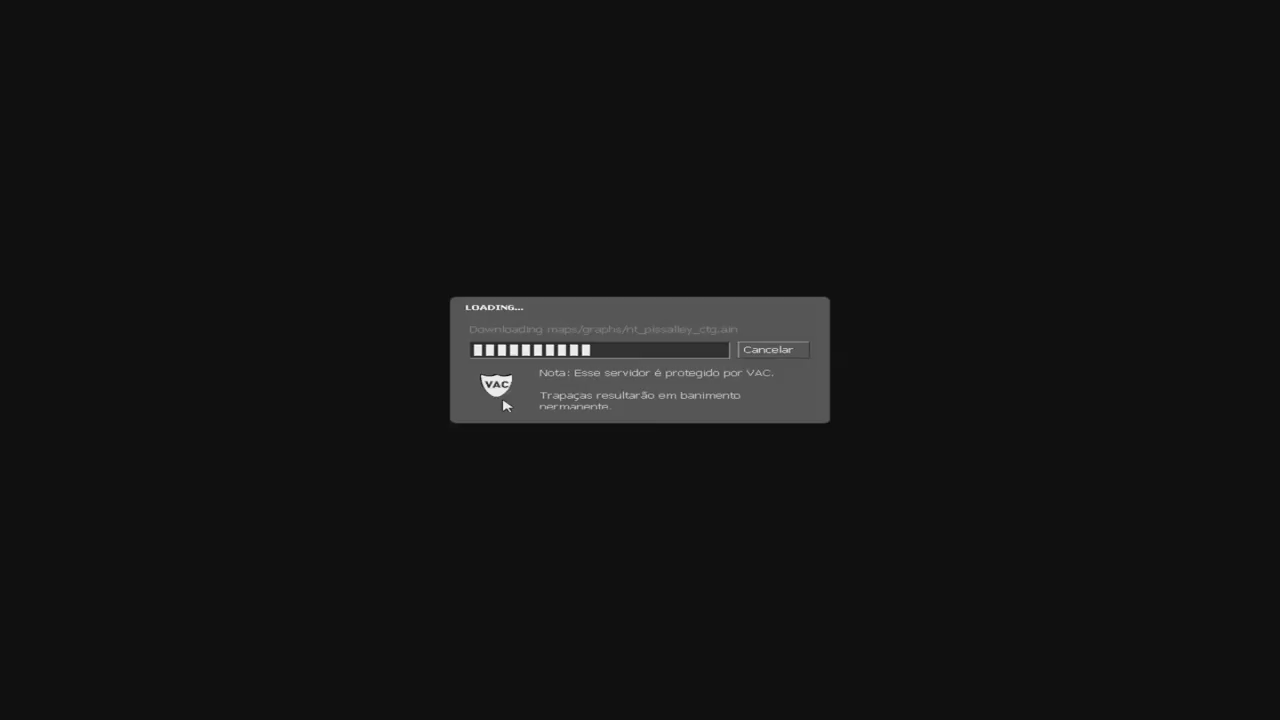 LOADING...
Downloading maps/graphs/nt_pissalley_ctg.ain
Cancelar
Nota: Esse servidor é protegido por VAC.
VAC
Trapaças resultarão em banimento
permanente.